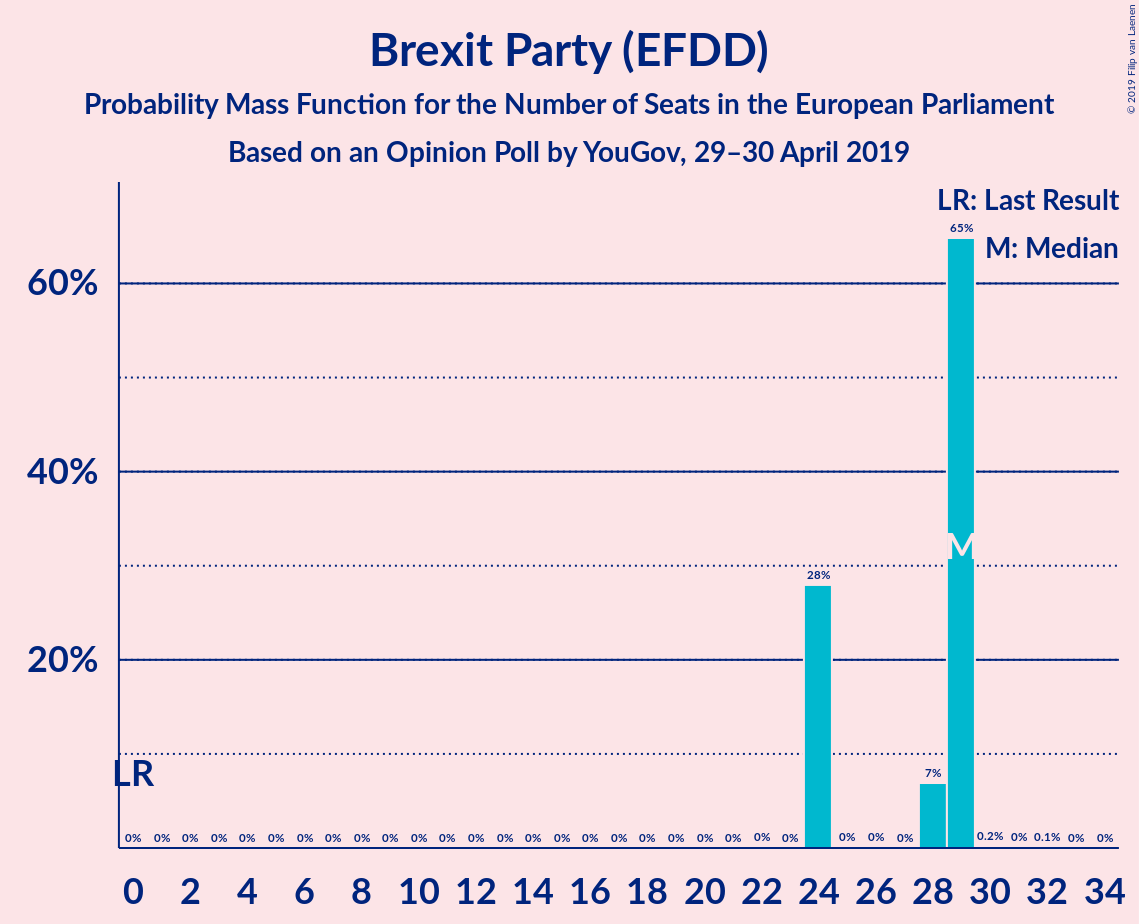 Brexit Party (EFDD)
Probability Mass Function for the Number of Seats in the European Parliament
Based on an Opinion Poll by YouGov, 29–30 April 2019
© 2019 Filip van Laenen
LR: Last Result
M: Median
65%
60%
40%
M
28%
20%
LR
7%
0% 0% 0% 0% 0% 0% 0% 0% 0% 0% 0% 0% 0% 0% 0% 0% 0% 0% 0% 0% 0% 0% 0% 0% 0% 0% 0% 0.2% 0% 0.1% 0% 0%
0 2 4 6 8 10 12 14 16 18 20 22 24 26 28 30 32 34